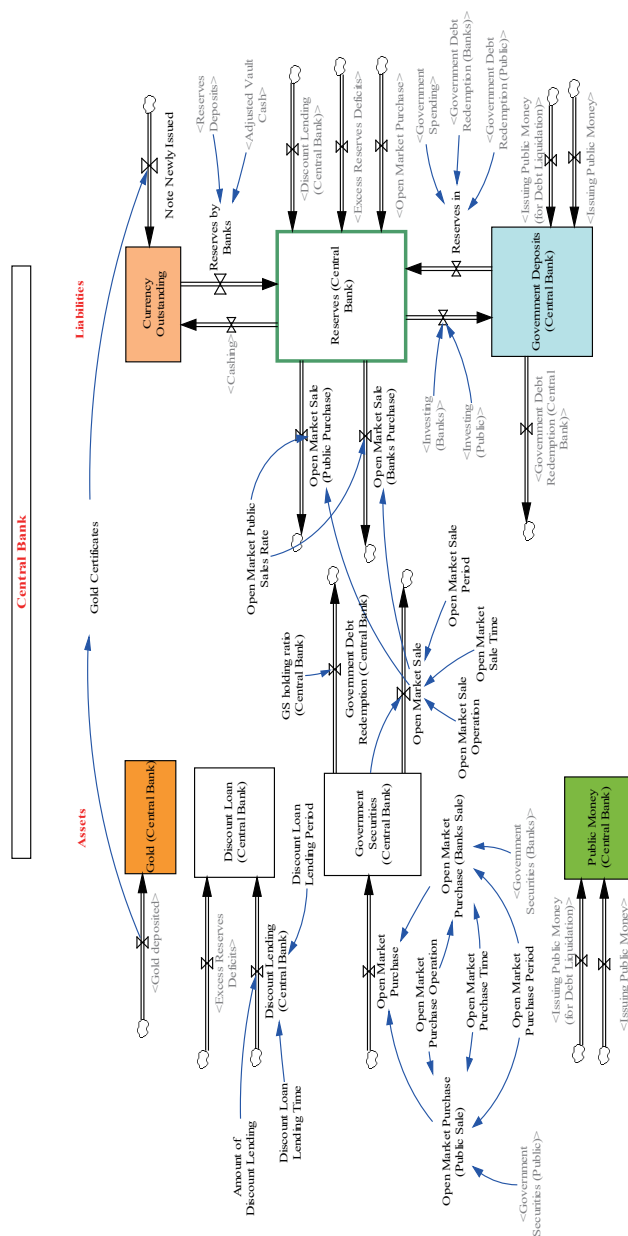 Central Bank
Assets
Liabilities
Gold Certificates
<Gold deposited>
Gold (Central Bank)
Currency
Outstanding
Note Newly Issued
<Excess Reserves
Deficits>
Discount Loan
(Central Bank)
<Cashing>
Reserves by
Banks
<Reserves
Deposits>
<Adjusted Vault
Cash>
Amount of
Discount Lending
Discount Lending
(Central Bank)
Discount Loan
Lending Time
Discount Loan
Lending Period
Open Market Public
Sales Rate
Open Market Sale
(Public Purchase)
Open Market Sale
(Banks Purchase)
Reserves (Central
Bank)
<Discount Lending
(Central Bank)>
<Excess Reserves Deficits>
<Open Market Purchase>
GS holding ratio
(Central Bank)
Government Debt
Redemption (Central Bank)
Government
Securities
(Central Bank)
Open Market Sale
Open Market Sale
Period
Open Market
Sale Time
Open Market Sale
Operation
Open Market
Purchase
Open Market
Purchase Operation
Open Market
Purchase (Banks Sale)
Open Market
Purchase Time
Open Market Purchase
(Public Sale)
Open Market
Purchase Period
<Government
Securities (Public)>
<Government
Securities (Banks)>
<Investing
(Banks)>
<Investing
(Public)>
Reserves in
<Government
Spending>
<Government Debt
Redemption (Banks)>
<Government Debt
Redemption (Public)>
<Issuing Public Money
(for Debt Liquidation)>
<Issuing Public Money>
Public Money
(Central Bank)
<Government Debt
Redemption (Central
Bank)>
Government Deposits
(Central Bank)
<Issuing Public Money
(for Debt Liquidation)>
<Issuing Public Money>